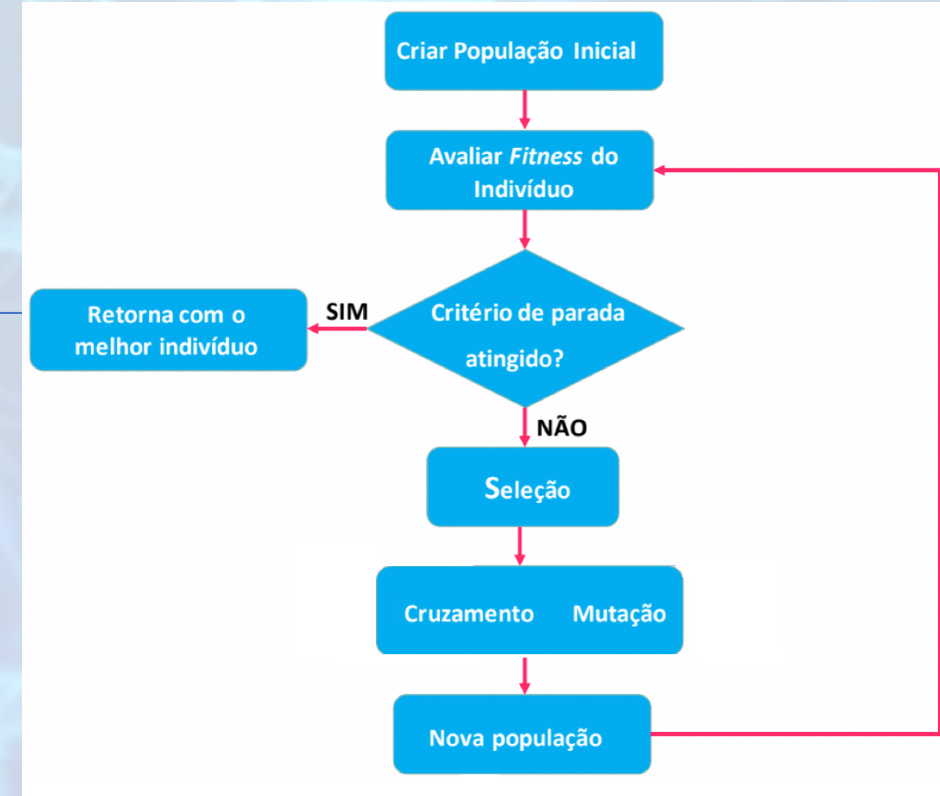 Criar População Inicial
Avaliar Fitness do
Indivíduo
Retorna com o
melhor indivíduo
SIM
Critério de parada
atingido?
NÃO
Seleção
Cruzamento Mutação
Nova população